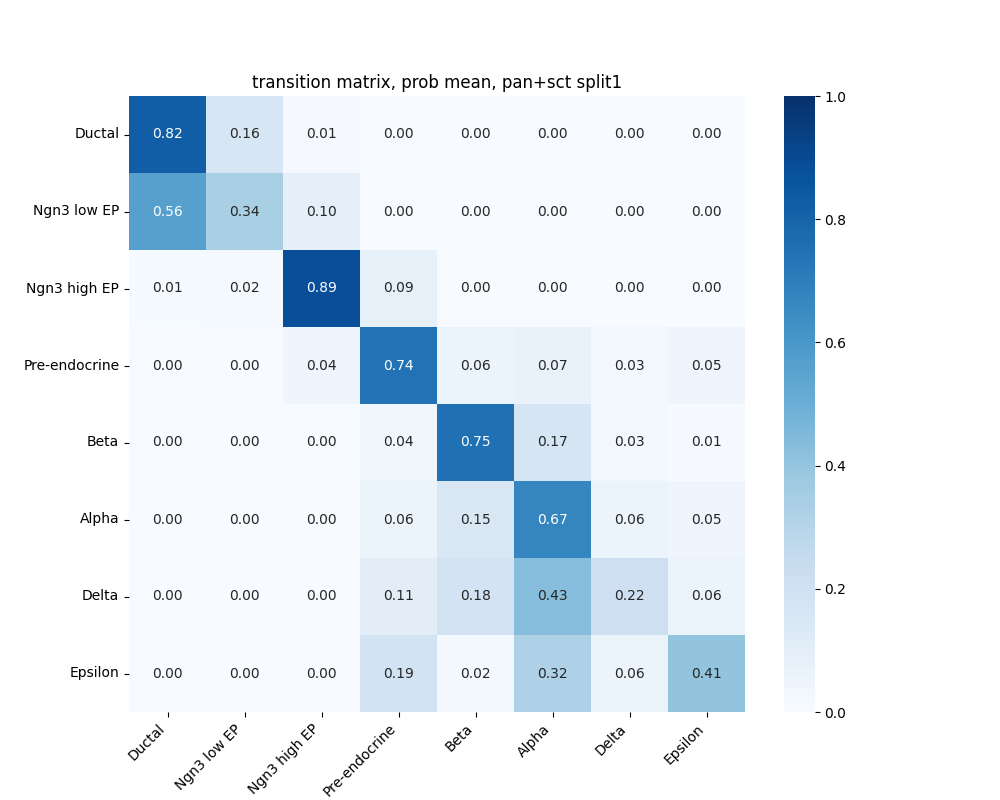 transition matrix, prob mean, pan+sct split1
Ductal 0.82 0.16 0.01 0.00 0.00 0.00 0.00 0.00
Ngn3 low EP 0.56 0.34 0.10 0.00 0.00 0.00 0.00 0.00
Ngn3 high EP 0.01 0.02 0.89 0.09 0.00 0.00 0.00 0.00
Pre-endocrine 0.00 0.00 0.04 0.74 0.06 0.07 0.03 0.05
Beta 0.00 0.00 0.00 0.04 0.75 0.17 0.03 0.01
Alpha 0.00 0.00 0.00 0.06 0.15 0.67 0.06 0.05
Delta 0.00 0.00 0.00 0.11 0.18 0.43 0.22 0.06
Epsilon 0.00 0.00 0.00 0.19 0.02 0.32 0.06 0.41
Ductal Ngn3 low EP Ngn3 high EP Pre-endocrine Beta Alpha Delta Epsilon
1.0
0.8
0.6
0.4
0.2
0.0